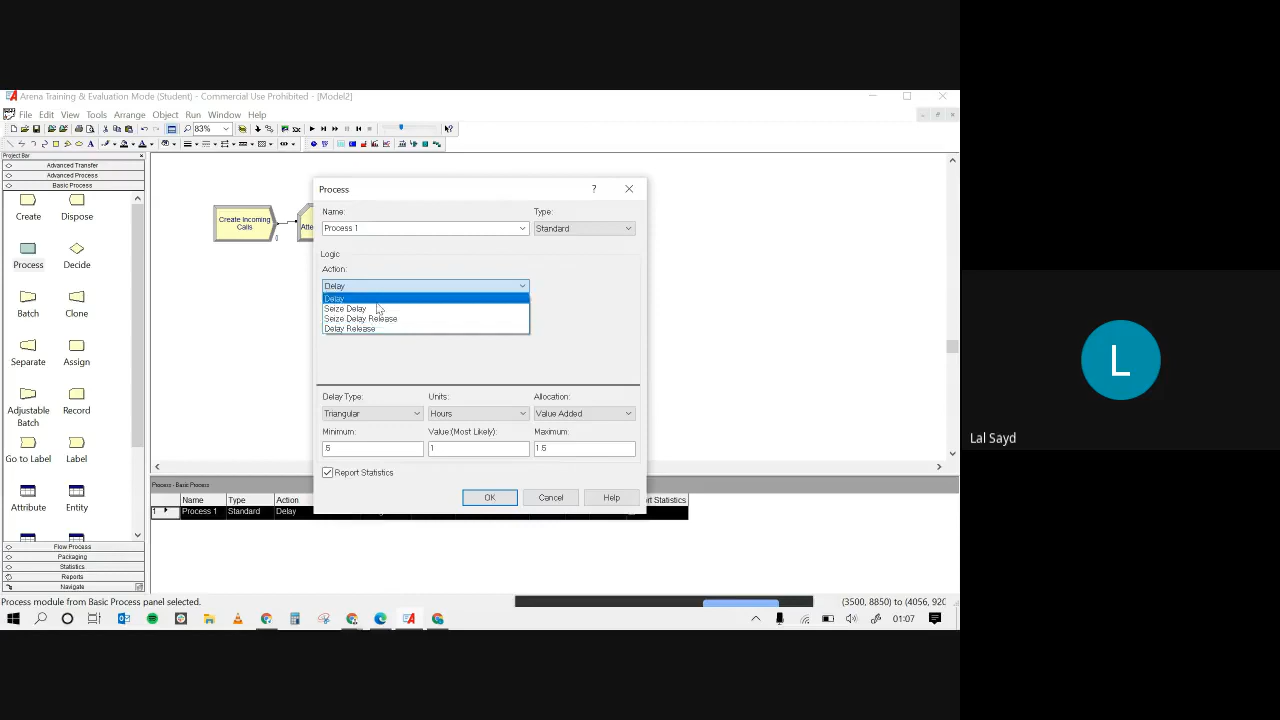 Arena Training & Evaluation Mode (Student) - Commercial Use Prohibited - [Model2]
File Edit View Tools Arrange Object Run Window Help
83%
Project Bar
Advanced Transfer
Advanced Process
Basic Process
Create Dispose
Process Decide
Batch Clone
Separate Assign
Adjustable Batch Record
Go to Label Label
Attribute Entity
Flow Process
Packaging
Statistics
Reports
Navigate
Create Incoming
Calls
0
Process
Name:
Type:
Process 1
Standard
Logic
Action:
Delay
Delay
Seize Delay
Seize Delay Release
Delay Release
Delay Type:
Units:
Allocation:
Triangular
Hours
Value Added
Minimum:
Value (Most Likely):
Maximum:
.5
1
1.5
Report Statistics
OK Cancel Help
Process - Basic Process
Name Type Action ort Statistics
1 Process 1 Standard Delay
Process module from Basic Process panel selected.
(3500, 8850) to (4056, 920
01:07
L
Lal Sayd